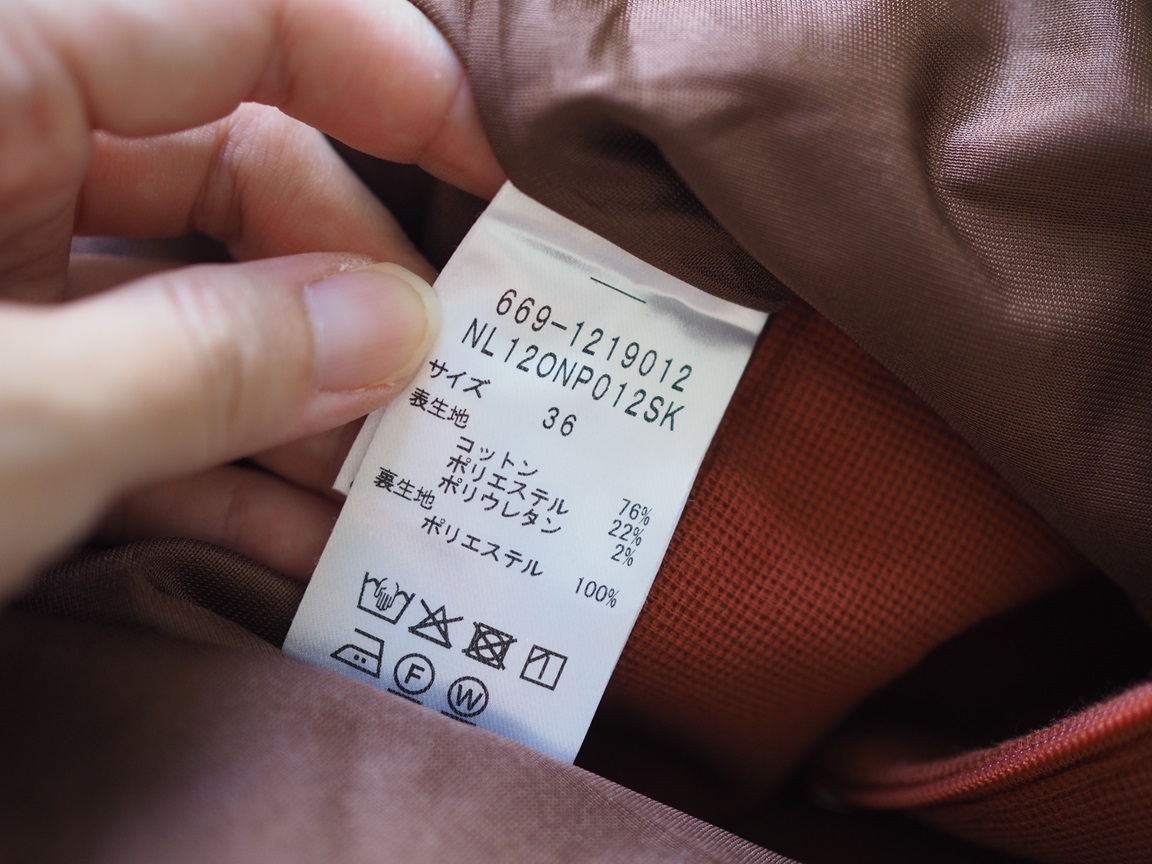 669-1219012
NL120NP012SK
サイズ 36
表生地
コットン 76%
ポリエステル 22%
ポリウレタン 2%
裏生地
ポリエステル 100%
F W